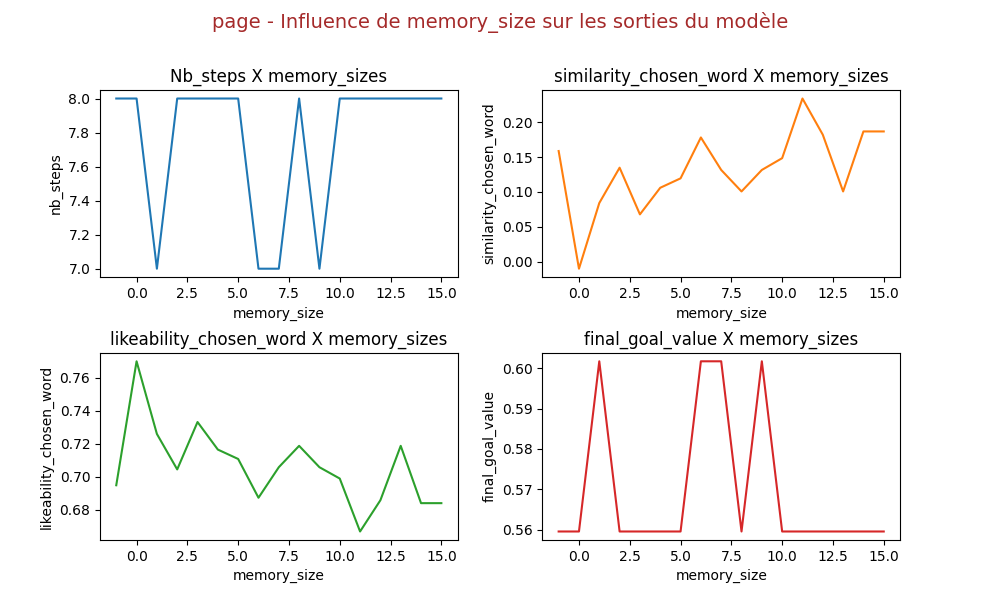 page - Influence de memory_size sur les sorties du modèle
Nb_steps X memory_sizes
8.0
7.8
7.6
7.4
7.2
7.0
nb_steps
0.0 2.5 5.0 7.5 10.0 12.5 15.0
memory_size
similarity_chosen_word X memory_sizes
0.20
0.15
0.10
0.05
0.00
similarity_chosen_word
0.0 2.5 5.0 7.5 10.0 12.5 15.0
memory_size
likeability_chosen_word X memory_sizes
0.76
0.74
0.72
0.70
0.68
likeability_chosen_word
0.0 2.5 5.0 7.5 10.0 12.5 15.0
memory_size
final_goal_value X memory_sizes
0.60
0.59
0.58
0.57
0.56
final_goal_value
0.0 2.5 5.0 7.5 10.0 12.5 15.0
memory_size